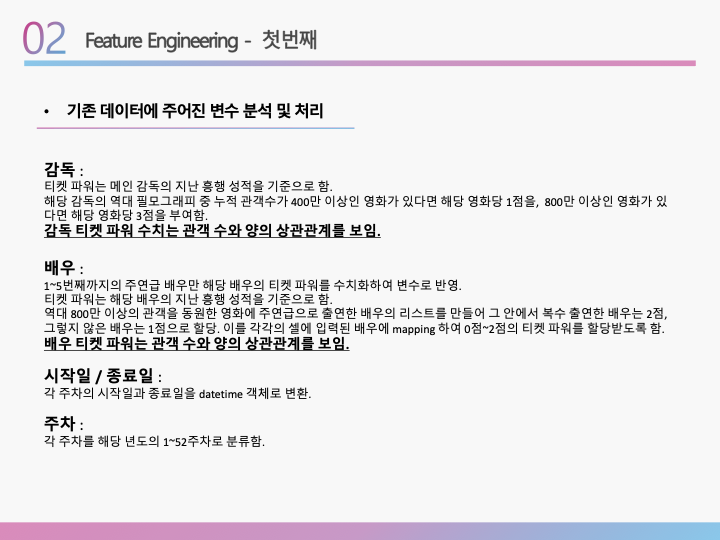 02 Feature Engineering - 첫번째
• 기존 데이터에 주어진 변수 분석 및 처리
감독 :
티켓 파워는 메인 감독의 지난 흥행 성적을 기준으로 함.
해당 감독의 역대 필모그래피 중 누적 관객수가 400만 이상인 영화가 있다면 해당 영화당 1점을, 800만 이상인 영화가 있
다면 해당 영화당 3점을 부여함.
감독 티켓 파워 수치는 관객 수와 양의 상관관계를 보임.
배우 :
1~5번째까지의 주연급 배우만 해당 배우의 티켓 파워를 수치화하여 변수로 반영.
티켓 파워는 해당 배우의 지난 흥행 성적을 기준으로 함.
역대 800만 이상의 관객을 동원한 영화에 주연급으로 출연한 배우의 리스트를 만들어 그 안에서 복수 출연한 배우는 2점,
그렇지 않은 배우는 1점으로 할당. 이를 각각의 셀에 입력된 배우에 mapping 하여 0점~2점의 티켓 파워를 할당받도록 함.
배우 티켓 파워는 관객 수와 양의 상관관계를 보임.
시작일 / 종료일 :
각 주차의 시작일과 종료일을 datetime 객체로 변환.
주차 :
각 주차를 해당 년도의 1~52주차로 분류함.